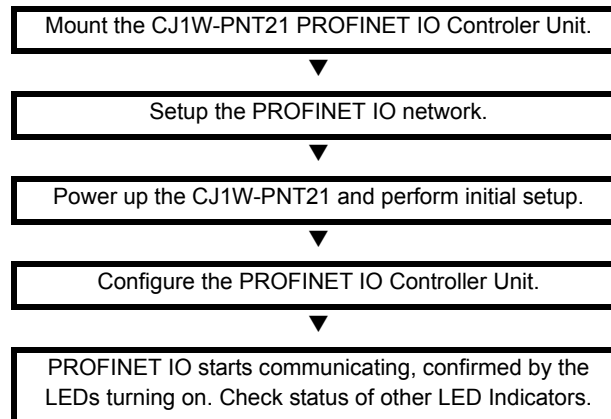 Mount the CJ1W-PNT21 PROFINET IO Controler Unit.
Setup the PROFINET IO network.
Power up the CJ1W-PNT21 and perform initial setup.
Configure the PROFINET IO Controller Unit.
PROFINET IO starts communicating, confirmed by the
LEDs turning on. Check status of other LED Indicators.